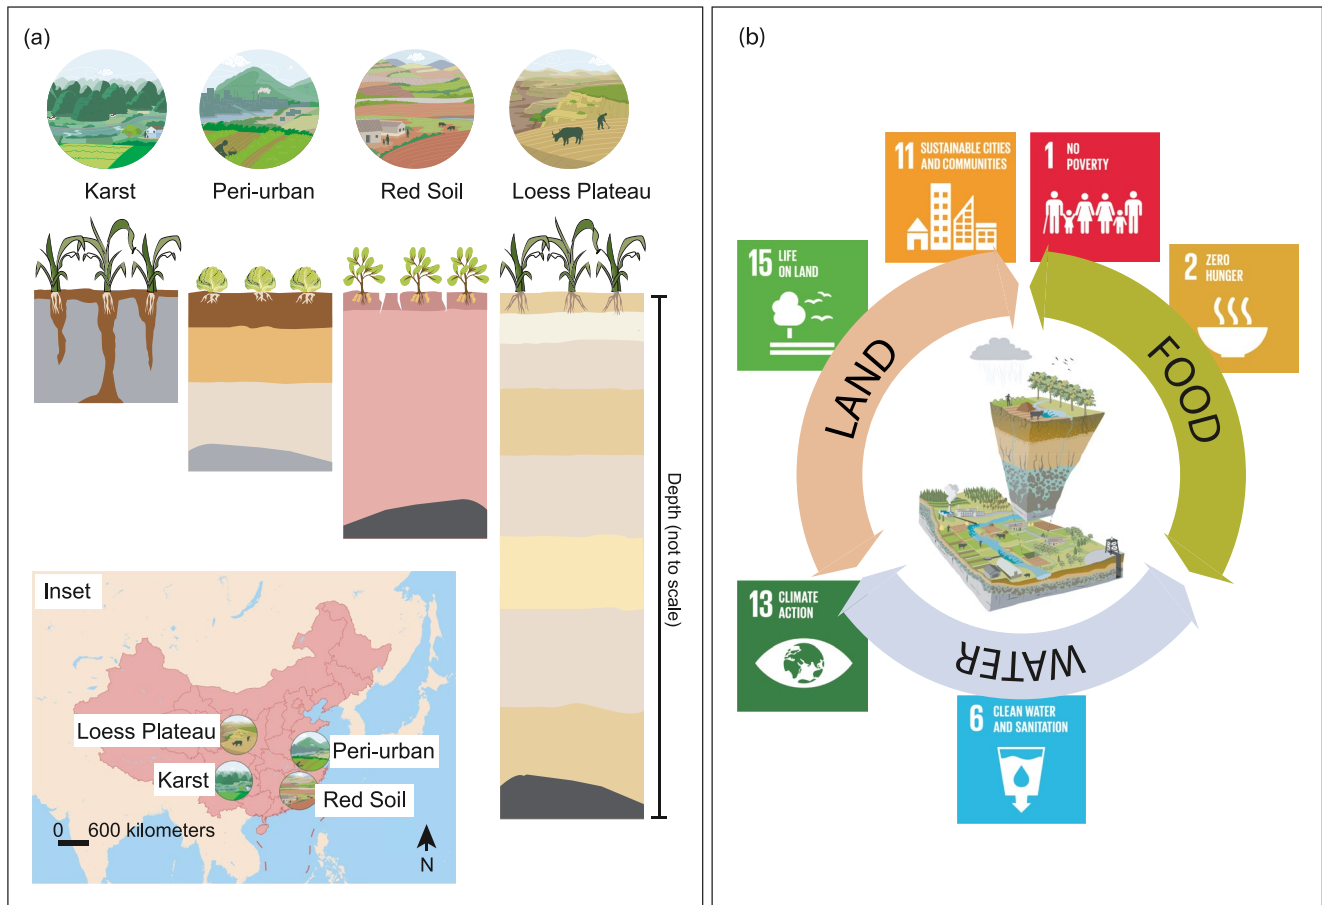 (a)
Karst
Peri-urban
Red Soil
Loess Plateau
Depth (not to scale)
Inset
Loess Plateau
Peri-urban
Karst
Red Soil
0 600 kilometers
N
(b)
11 SUSTAINABLE CITIES
AND COMMUNITIES
1 NO
POVERTY
15 LIFE
ON LAND
2 ZERO
HUNGER
LAND
FOOD
13 CLIMATE
ACTION
WATER
6 CLEAN WATER
AND SANITATION